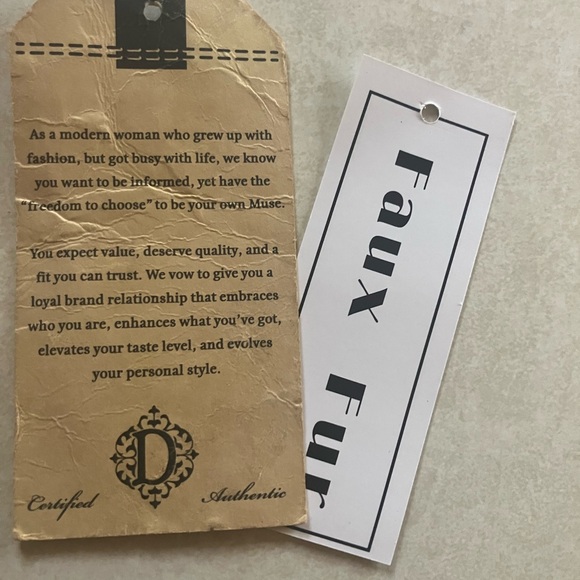 As a modern woman who grew up with
fashion, but got busy with life, we know
you want to be informed, yet have the
“freedom to choose” to be your own Muse.
You expect value, deserve quality, and a
fit you can trust. We vow to give you a
loyal brand relationship that embraces
who you are, enhances what you’ve got,
elevates your taste level, and evolves
your personal style.
D
Certified Authentic
Faux Fur